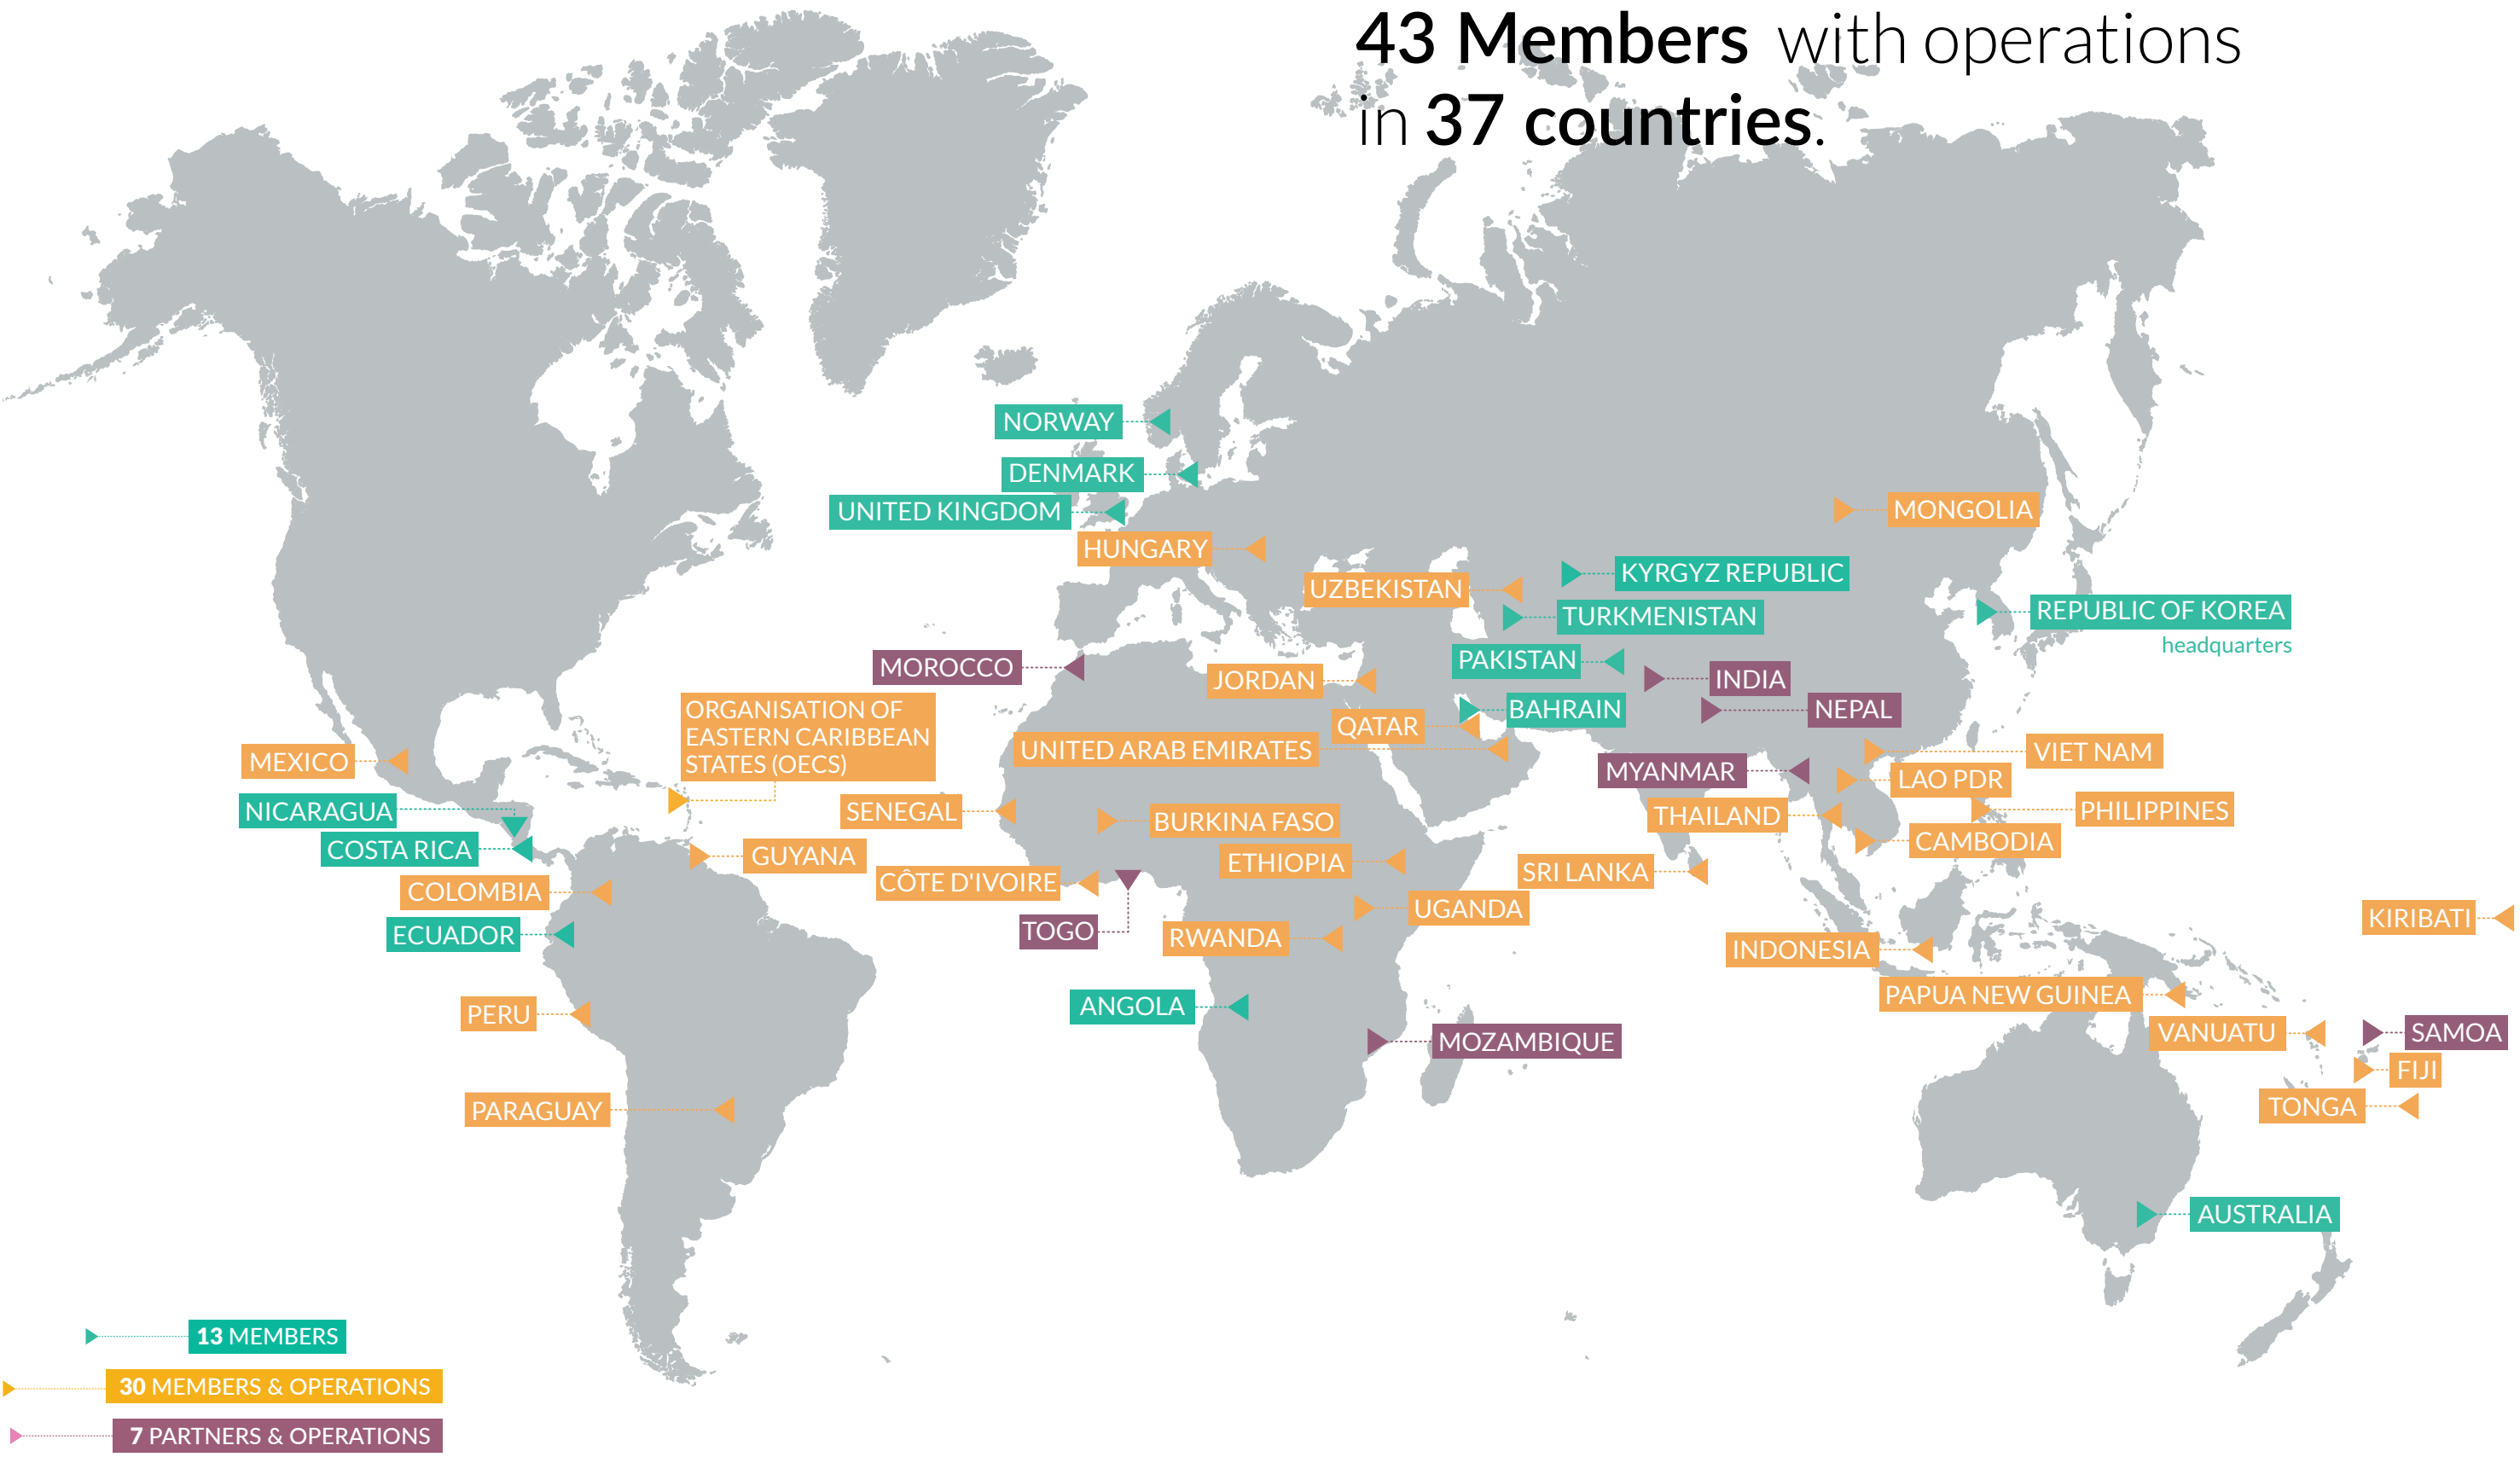 43 Members with operations
in 37 countries.
NORWAY
DENMARK
UNITED KINGDOM
MONGOLIA
HUNGARY
KYRGYZ REPUBLIC
UZBEKISTAN
TURKMENISTAN
REPUBLIC OF KOREA
headquarters
PAKISTAN
MOROCCO
JORDAN
INDIA
ORGANISATION OF
EASTERN CARIBBEAN
STATES (OECS)
BAHRAIN
NEPAL
QATAR
UNITED ARAB EMIRATES
VIET NAM
MEXICO
MYANMAR
LAO PDR
NICARAGUA
SENEGAL
BURKINA FASO
THAILAND
PHILIPPINES
COSTA RICA
GUYANA
ETHIOPIA
CAMBODIA
SRI LANKA
CÔTE D'IVOIRE
COLOMBIA
UGANDA
KIRIBATI
ECUADOR
TOGO
RWANDA
INDONESIA
PAPUA NEW GUINEA
PERU
ANGOLA
VANUATU
SAMOA
MOZAMBIQUE
FIJI
PARAGUAY
TONGA
AUSTRALIA
13 MEMBERS
30 MEMBERS & OPERATIONS
7 PARTNERS & OPERATIONS